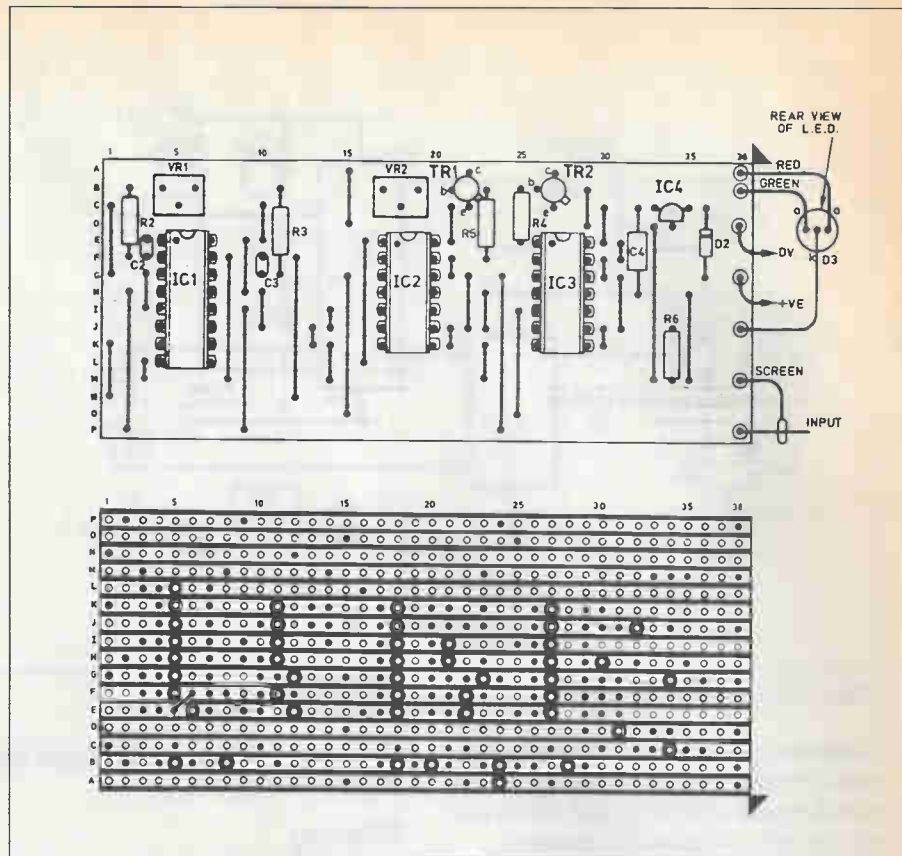 REAR VIEW
OF L.E.D.
1 5 10 15 20 25 30 35 38
RED
GREEN
VR1 VR2 TR1 TR2 IC4
A
B
C
D
E
F
G
H
I
J
K
L
M
N
O
P
b c e
b c e
R2
C2
IC1
C3
R3
IC2
R5
R4
IC3
C4
D2
R6
a a
k D3
0V
+VE
SCREEN
INPUT
1 5 10 15 20 25 30 35 38
P
O
N
M
L
K
J
I
H
G
F
E
D
C
B
A